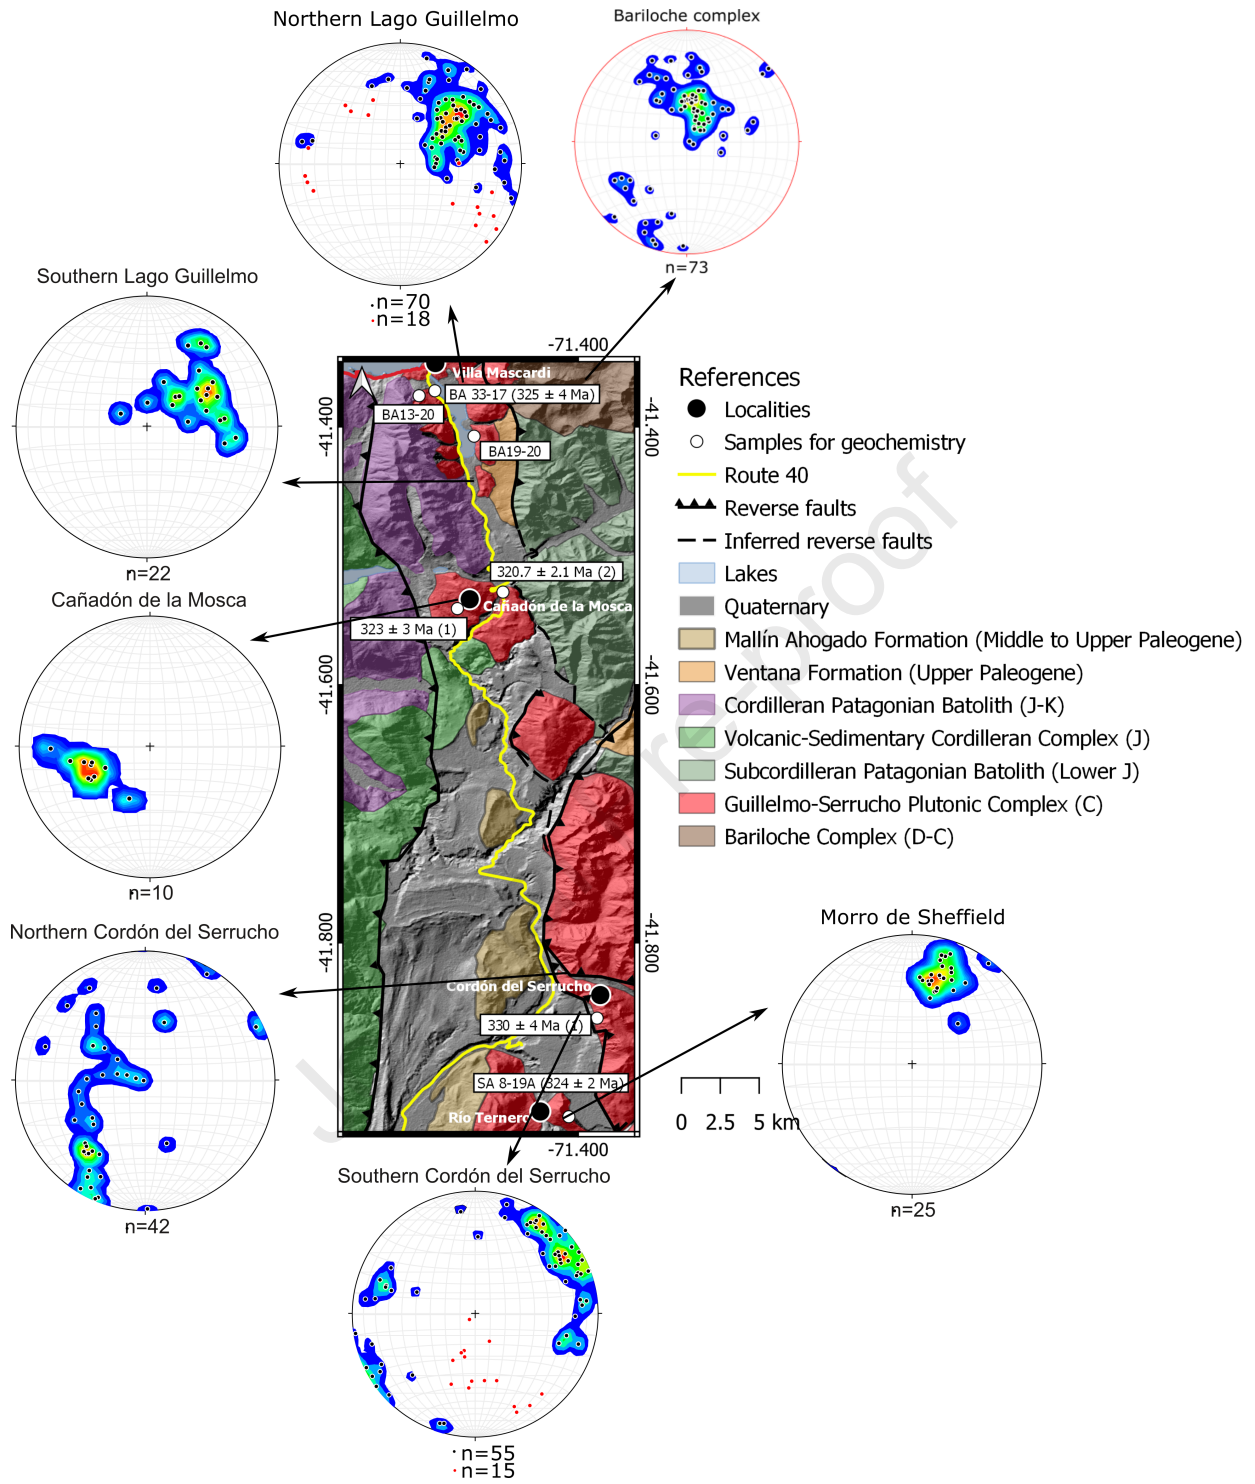 Northern Lago Guillelmo
Bariloche complex
n=73
n=70
n=18
Southern Lago Guillelmo
n=22
Cañadón de la Mosca
n=10
Northern Cordón del Serrucho
n=42
-71.400
-41.400
-41.400
-41.600
-41.600
-41.800
-41.800
-71.400
Villa Mascardi
BA 33-17 (325 ± 4 Ma)
BA13-20
BA19-20
320.7 ± 2.1 Ma (2)
Cañadón de la Mosca
323 ± 3 Ma (1)
Cordón del Serrucho
330 ± 4 Ma (1)
SA 8-19A (324 ± 2 Ma)
Río Ternero
References
Localities
Samples for geochemistry
Route 40
Reverse faults
Inferred reverse faults
Lakes
Quaternary
Mallín Ahogado Formation (Middle to Upper Paleogene)
Ventana Formation (Upper Paleogene)
Cordilleran Patagonian Batolith (J-K)
Volcanic-Sedimentary Cordilleran Complex (J)
Subcordilleran Patagonian Batolith (Lower J)
Guillelmo-Serrucho Plutonic Complex (C)
Bariloche Complex (D-C)
Morro de Sheffield
n=25
0 2.5 5 km
Southern Cordón del Serrucho
n=55
n=15